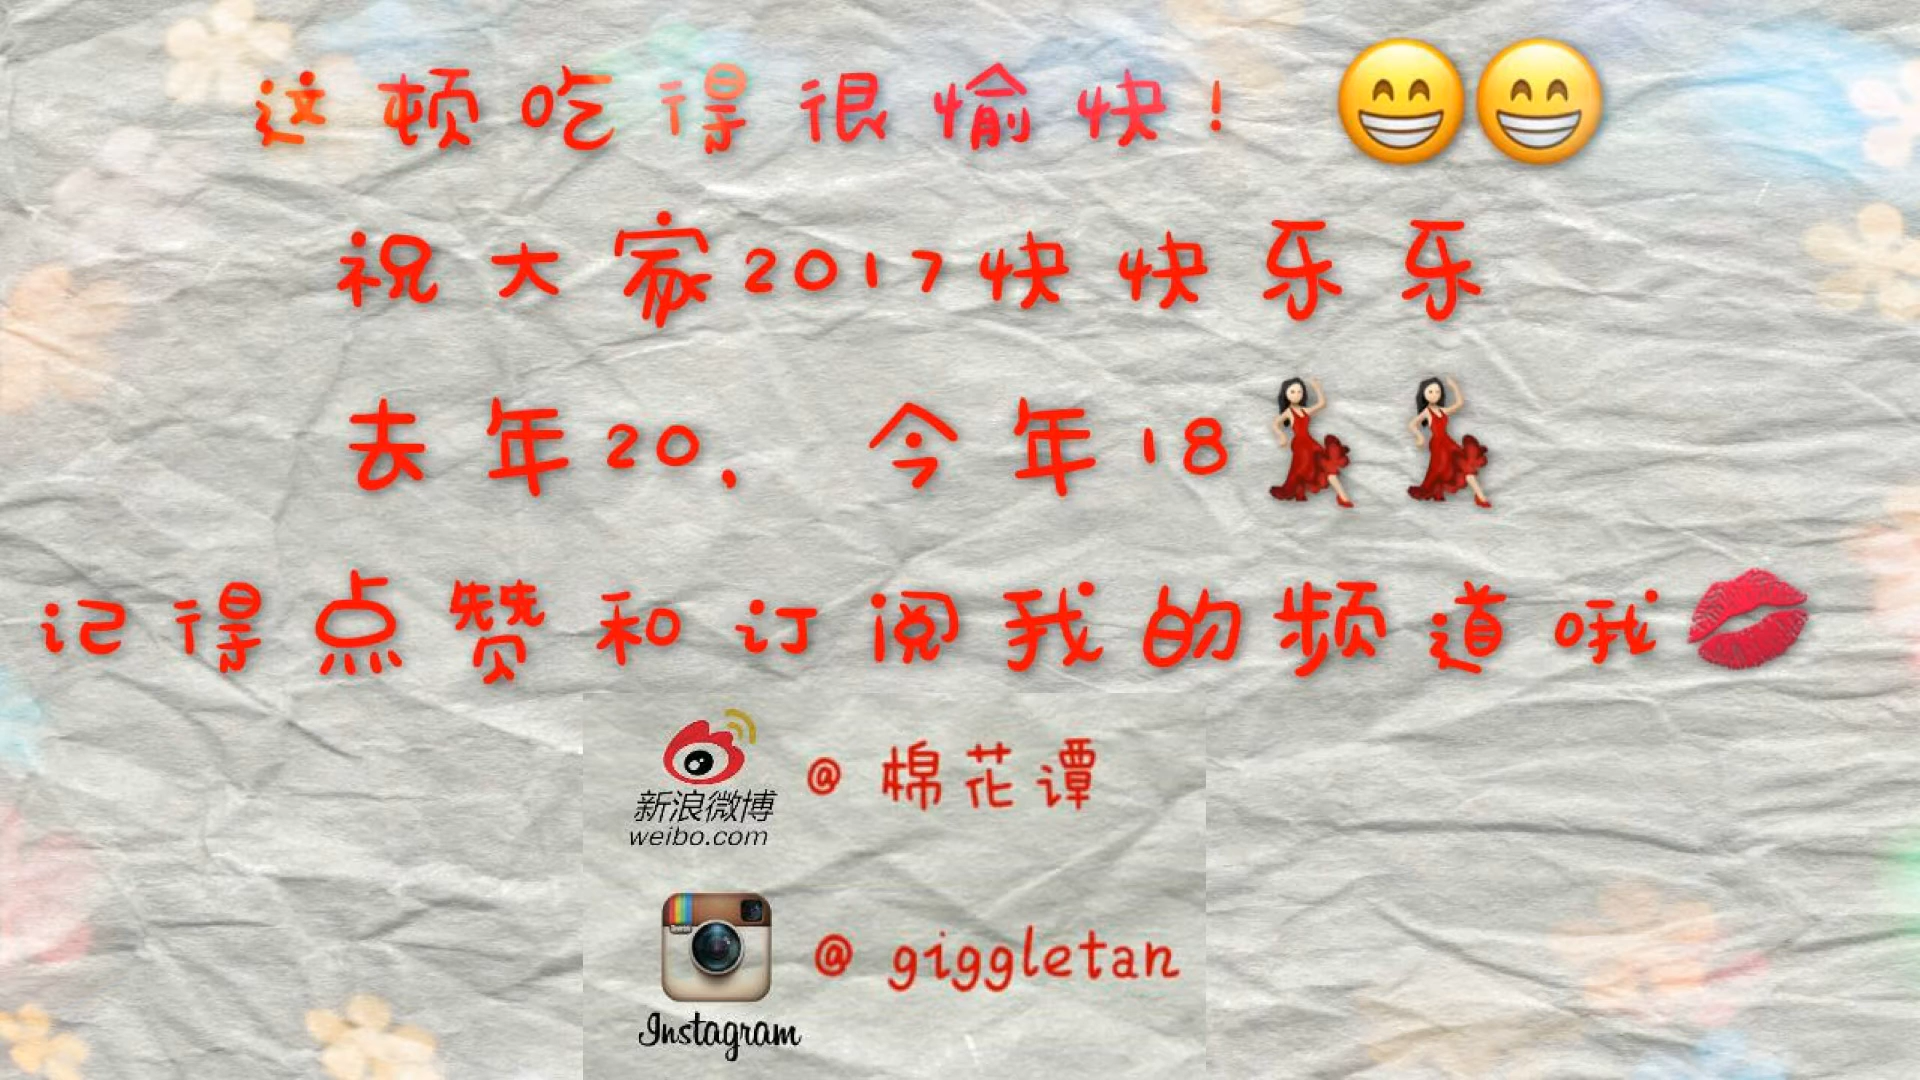 这顿吃得很愉快！😁😁
祝大家2017快快乐乐
去年20，今年18💃💃
记得点赞和订阅我的频道哦💋
新浪微博
weibo.com
@棉花谭
Instagram
@giggletan